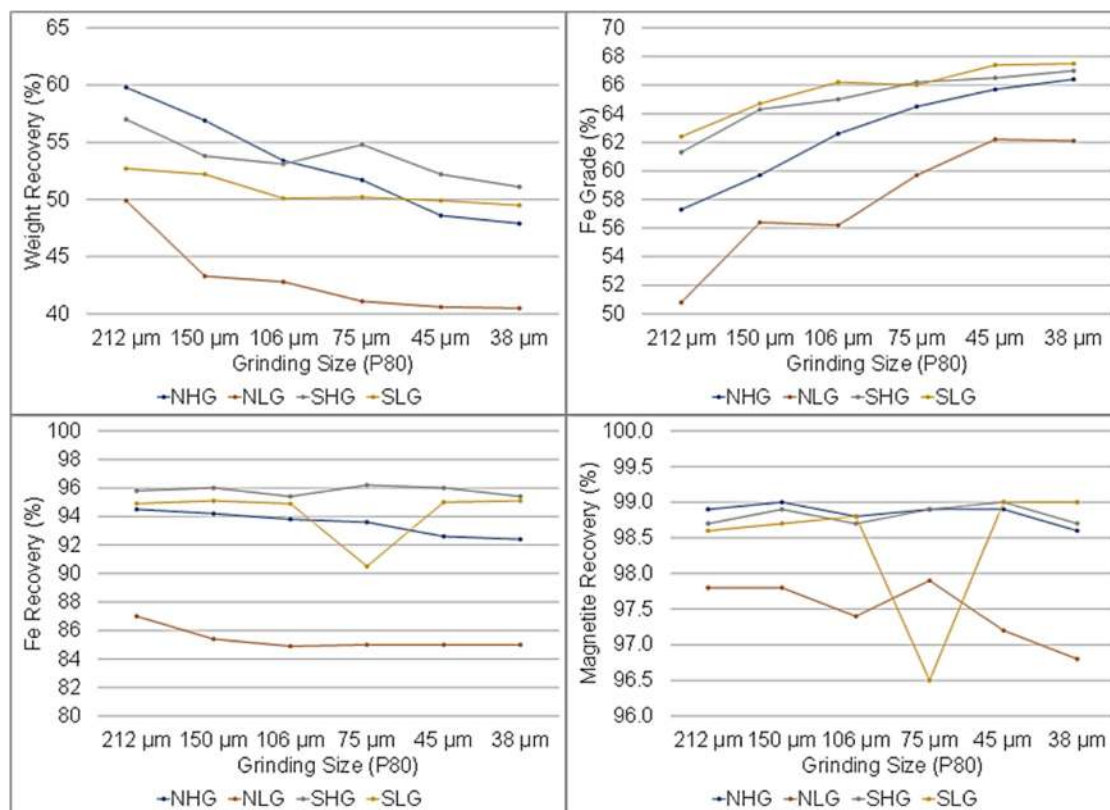 Weight Recovery (%)
65
60
55
50
45
40
212 µm 150 µm 106 µm 75 µm 45 µm 38 µm
Grinding Size (P80)
NHG NLG SHG SLG
Fe Grade (%)
70
68
66
64
62
60
58
56
54
52
50
212 µm 150 µm 106 µm 75 µm 45 µm 38 µm
Grinding Size (P80)
NHG NLG SHG SLG
Fe Recovery (%)
100
98
96
94
92
90
88
86
84
82
80
212 µm 150 µm 106 µm 75 µm 45 µm 38 µm
Grinding Size (P80)
NHG NLG SHG SLG
Magnetite Recovery (%)
100.0
99.5
99.0
98.5
98.0
97.5
97.0
96.5
96.0
212 µm 150 µm 106 µm 75 µm 45 µm 38 µm
Grinding Size (P80)
NHG NLG SHG SLG